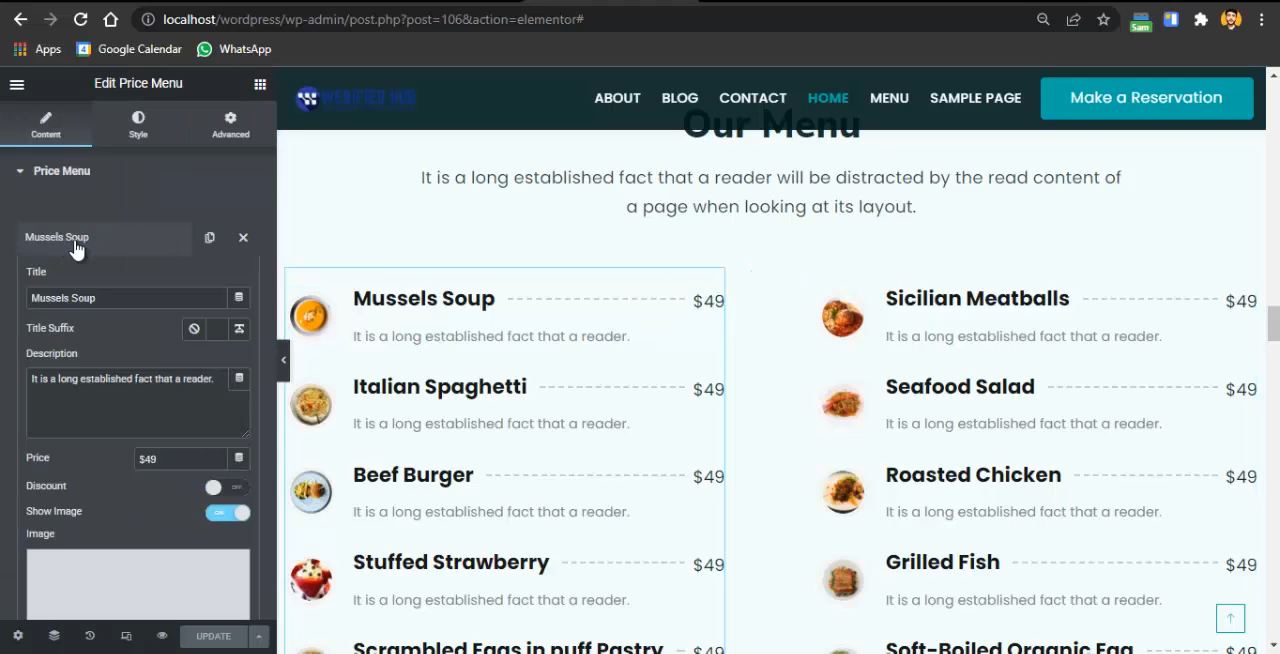 localhost/wordpress/wp-admin/post.php?post=106&action=elementor#
Sam
Apps
Google Calendar
WhatsApp
Edit Price Menu
Content
Style
Advanced
Price Menu
Mussels Soup
Title
Mussels Soup
Title Suffix
Description
It is a long established fact that a reader.
Price
$49
Discount
OFF
Show Image
ON
Image
UPDATE
WEBIFIED HUB
ABOUT
BLOG
CONTACT
HOME
MENU
SAMPLE PAGE
Make a Reservation
Our Menu
It is a long established fact that a reader will be distracted by the read content of
a page when looking at its layout.
Mussels Soup
$49
It is a long established fact that a reader.
Italian Spaghetti
$49
It is a long established fact that a reader.
Beef Burger
$49
It is a long established fact that a reader.
Stuffed Strawberry
$49
It is a long established fact that a reader.
Scrambled Eggs in puff Pastry
$49
Sicilian Meatballs
$49
It is a long established fact that a reader.
Seafood Salad
$49
It is a long established fact that a reader.
Roasted Chicken
$49
It is a long established fact that a reader.
Grilled Fish
$49
It is a long established fact that a reader.
Soft-Boiled Organic Egg
$49